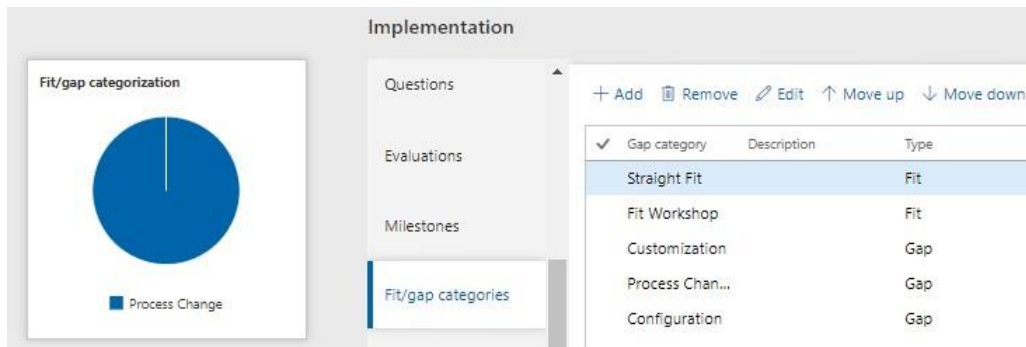 Implementation
Fit/gap categorization
Process Change
Questions
Evaluations
Milestones
Fit/gap categories
Add Remove Edit Move up Move down
Gap category Description Type
Straight Fit Fit
Fit Workshop Fit
Customization Gap
Process Chan... Gap
Configuration Gap